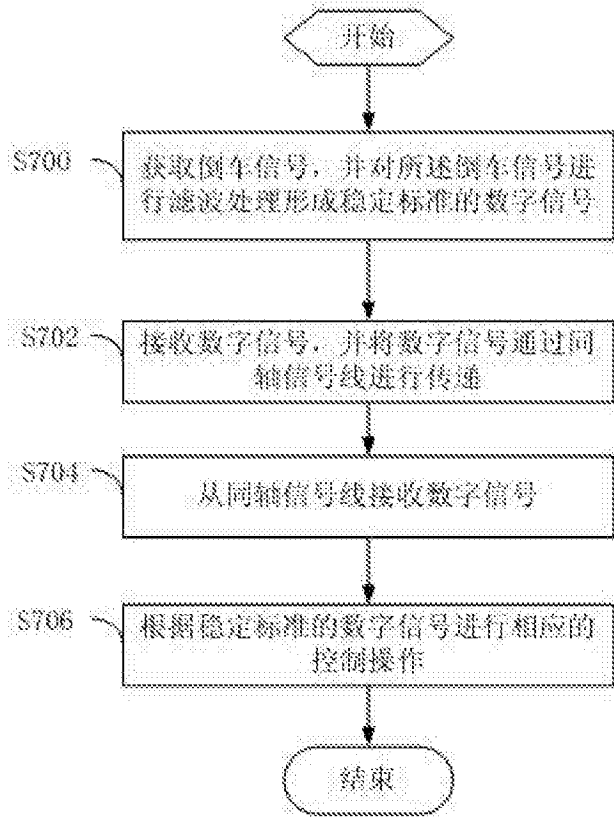 开始
S700
获取倒车信号，并对所述倒车信号进
行滤波处理形成稳定标准的数字信号
S702
接收数字信号，并将数字信号通过同
轴信号线进行传递
S704
从同轴信号线接收数字信号
S706
根据稳定标准的数字信号进行相应的
控制操作
结束